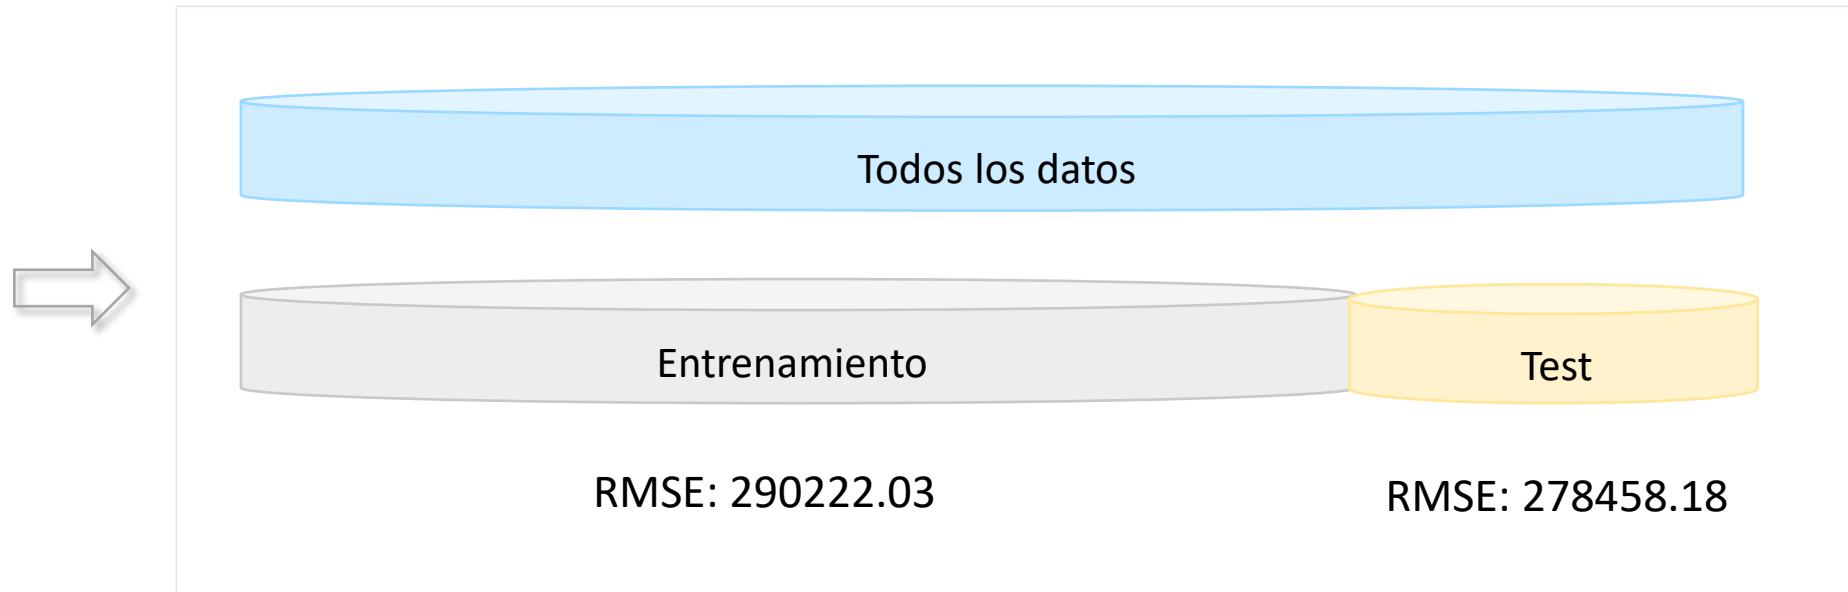 Todos los datos
Entrenamiento
Test
RMSE: 290222.03
RMSE: 278458.18